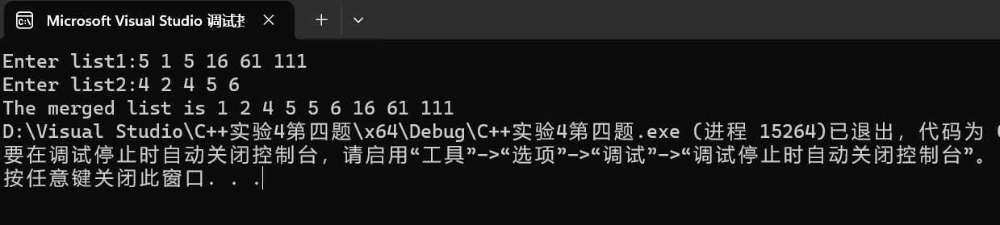 Microsoft Visual Studio 调试
Enter list1:5 1 5 16 61 111
Enter list2:4 2 4 5 6
The merged list is 1 2 4 5 5 6 16 61 111
D:\Visual Studio\C++实验4第四题\x64\Debug\C++实验4第四题.exe (进程 15264)已退出，代码为
要在调试停止时自动关闭控制台，请启用“工具”->“选项”->“调试”->“调试停止时自动关闭控制台”。
按任意键关闭此窗口. . .